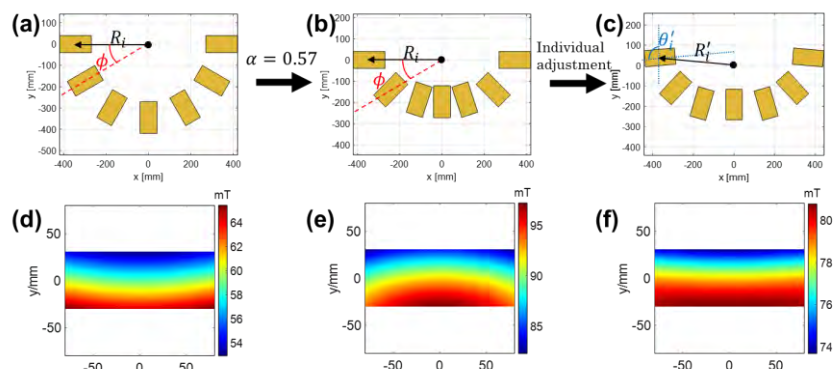 (a)
100
0
-100
-200
-300
-400
-500
y [mm]
-400 -200 0 200 400
x [mm]
R_i
ϕ
α = 0.57
(b)
200
100
0
-100
-200
-300
-400
y [mm]
-400 -200 0 200 400
x [mm]
R_i
ϕ
Individual
adjustment
(c)
200
100
0
-100
-200
-300
-400
y [mm]
-400 -200 0 200 400
x [mm]
θ′_i
R′_i
(d)
50
0
-50
y/mm
-50 0 50
mT
64
62
60
58
56
54
(e)
50
0
-50
y/mm
-50 0 50
mT
95
90
85
(f)
50
0
-50
y/mm
-50 0 50
mT
80
78
76
74